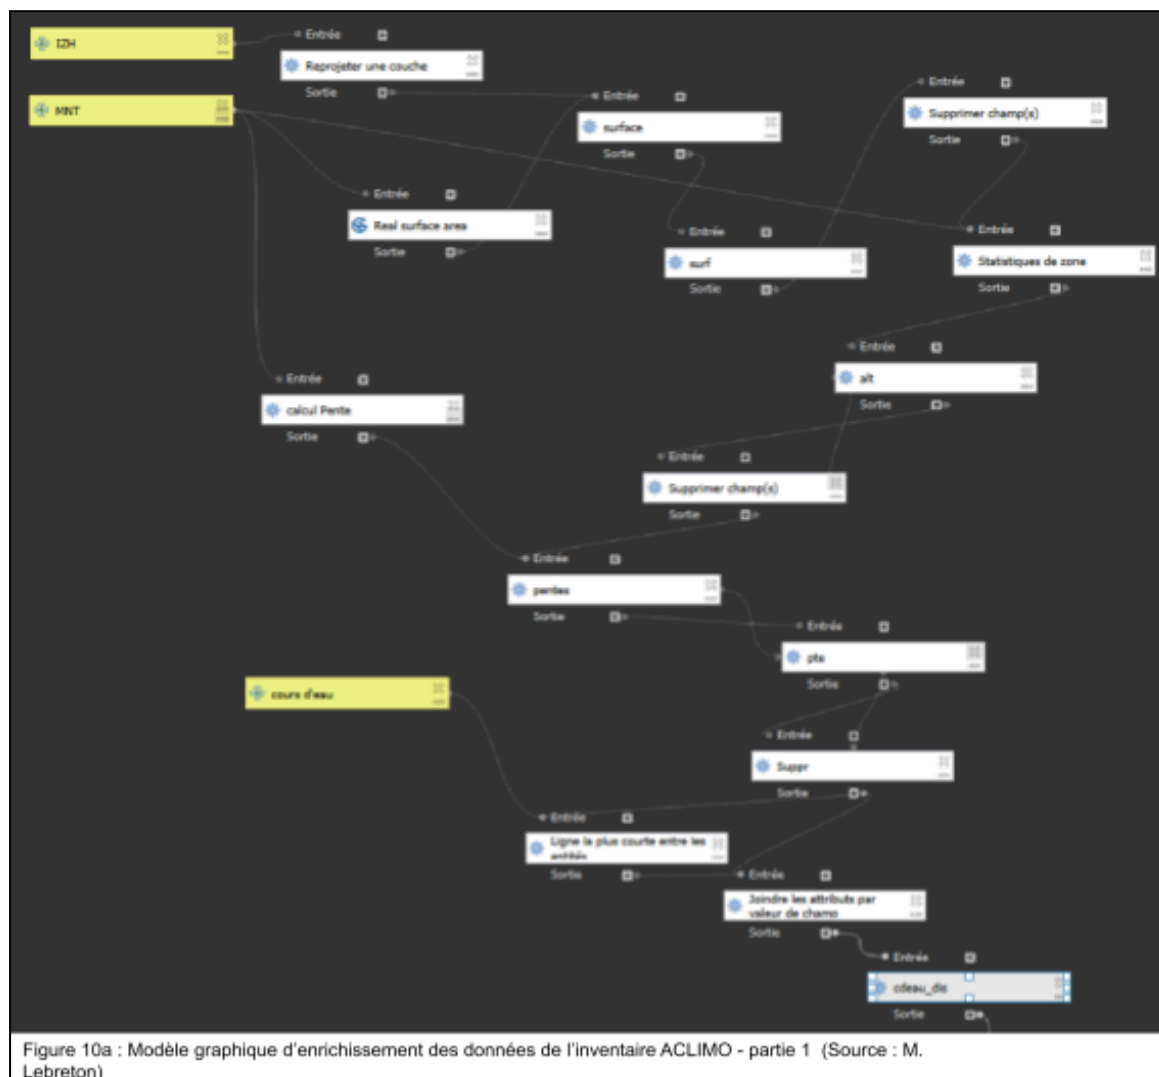 IZH
Entrée
Reprojeter une couche
Sortie
MNT
Entrée
surface
Sortie
Entrée
Supprimer champ(s)
Sortie
Entrée
Real surface area
Sortie
Entrée
surf
Sortie
Entrée
Statistiques de zone
Sortie
Entrée
alt
Sortie
Entrée
calcul Pente
Sortie
Entrée
Supprimer champ(s)
Sortie
Entrée
pentes
Sortie
Entrée
pts
Sortie
cours d'eau
Entrée
Suppr
Sortie
Entrée
Ligne la plus courte entre les
entités
Sortie
Entrée
Joindre les attributs par
valeur de champ
Sortie
Entrée
cdeau_dis
Sortie
Figure 10a : Modèle graphique d'enrichissement des données de l'inventaire ACLIMO - partie 1 (Source : M.
Lebreton)